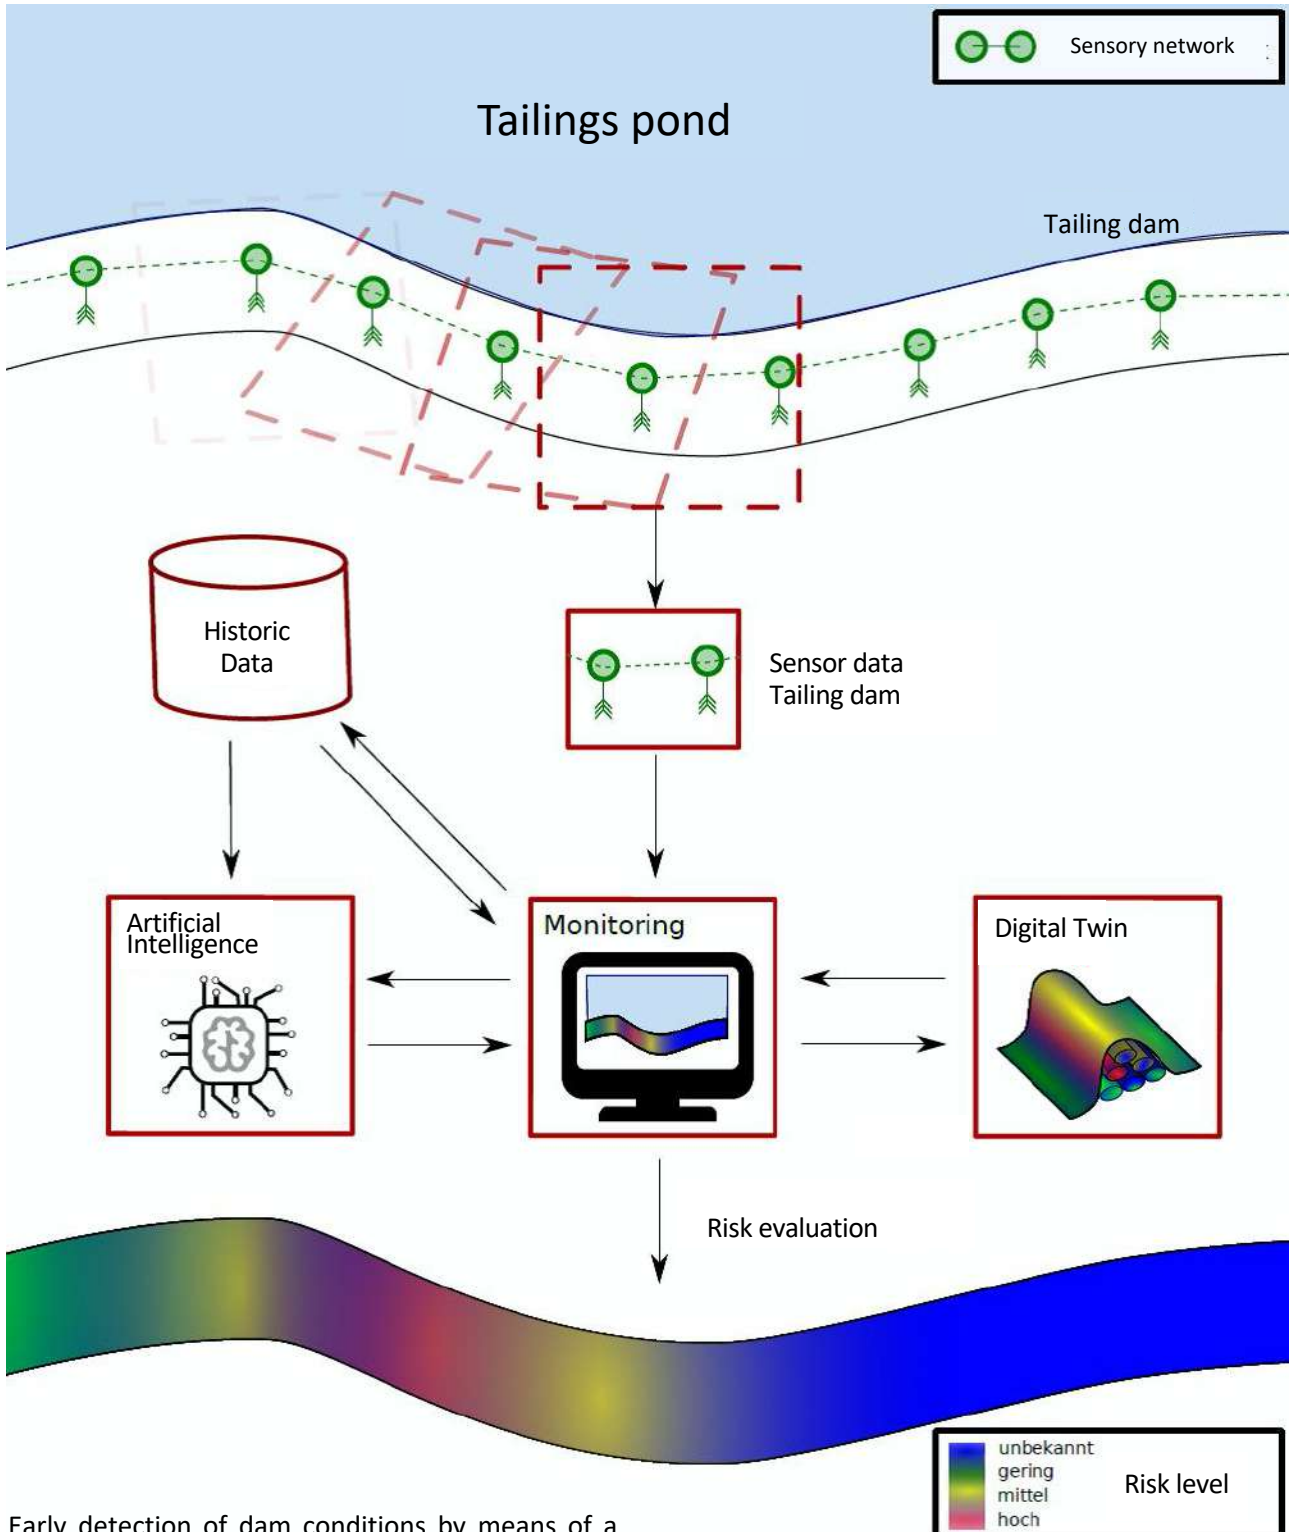 Sensory network
Tailings pond
Tailing dam
Historic
Data
Sensor data
Tailing dam
Artificial
Intelligence
Monitoring
Digital Twin
Risk evaluation
unbekannt
gering
mittel
hoch
Risk level
Early detection of dam conditions by means of a